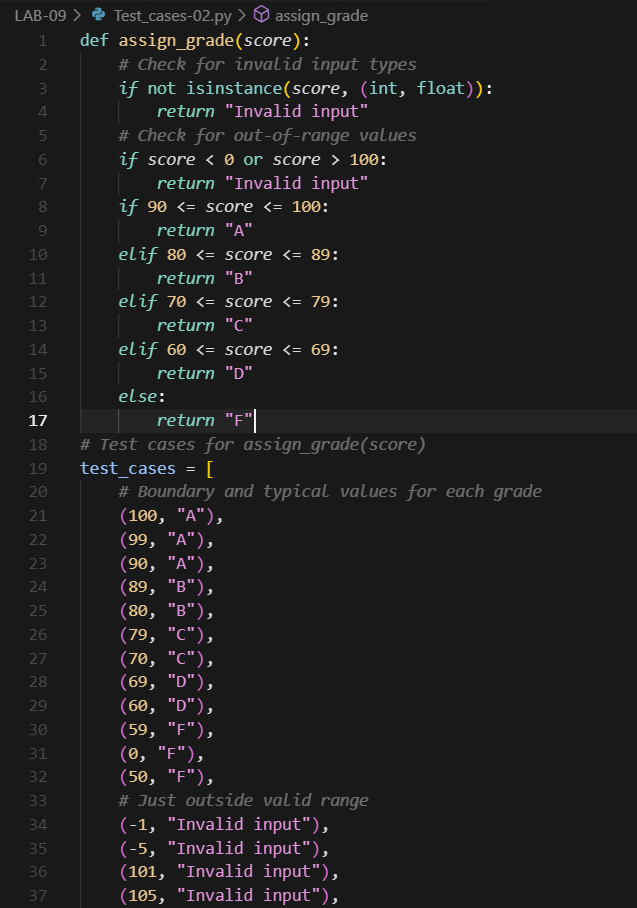 LAB-09 > Test_cases-02.py > assign_grade
1 def assign_grade(score):
2     # Check for invalid input types
3     if not isinstance(score, (int, float)):
4         return "Invalid input"
5     # Check for out-of-range values
6     if score < 0 or score > 100:
7         return "Invalid input"
8     if 90 <= score <= 100:
9         return "A"
10     elif 80 <= score <= 89:
11         return "B"
12     elif 70 <= score <= 79:
13         return "C"
14     elif 60 <= score <= 69:
15         return "D"
16     else:
17         return "F"
18 # Test cases for assign_grade(score)
19 test_cases = [
20     # Boundary and typical values for each grade
21     (100, "A"),
22     (99, "A"),
23     (90, "A"),
24     (89, "B"),
25     (80, "B"),
26     (79, "C"),
27     (70, "C"),
28     (69, "D"),
29     (60, "D"),
30     (59, "F"),
31     (0, "F"),
32     (50, "F"),
33     # Just outside valid range
34     (-1, "Invalid input"),
35     (-5, "Invalid input"),
36     (101, "Invalid input"),
37     (105, "Invalid input"),